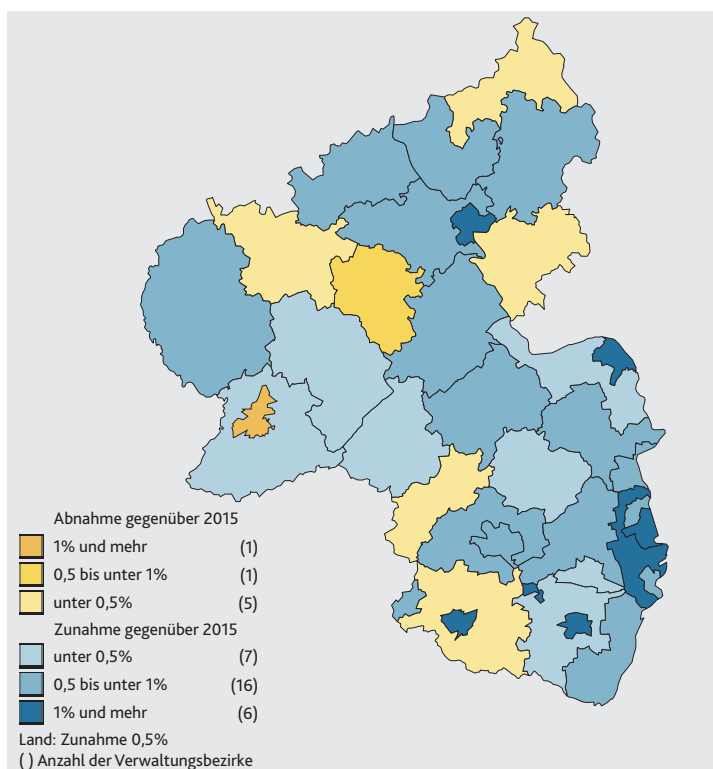 Abnahme gegenüber 2015
1% und mehr (1)
0,5 bis unter 1% (1)
unter 0,5% (5)
Zunahme gegenüber 2015
unter 0,5% (7)
0,5 bis unter 1% (16)
1% und mehr (6)
Land: Zunahme 0,5%
( ) Anzahl der Verwaltungsbezirke